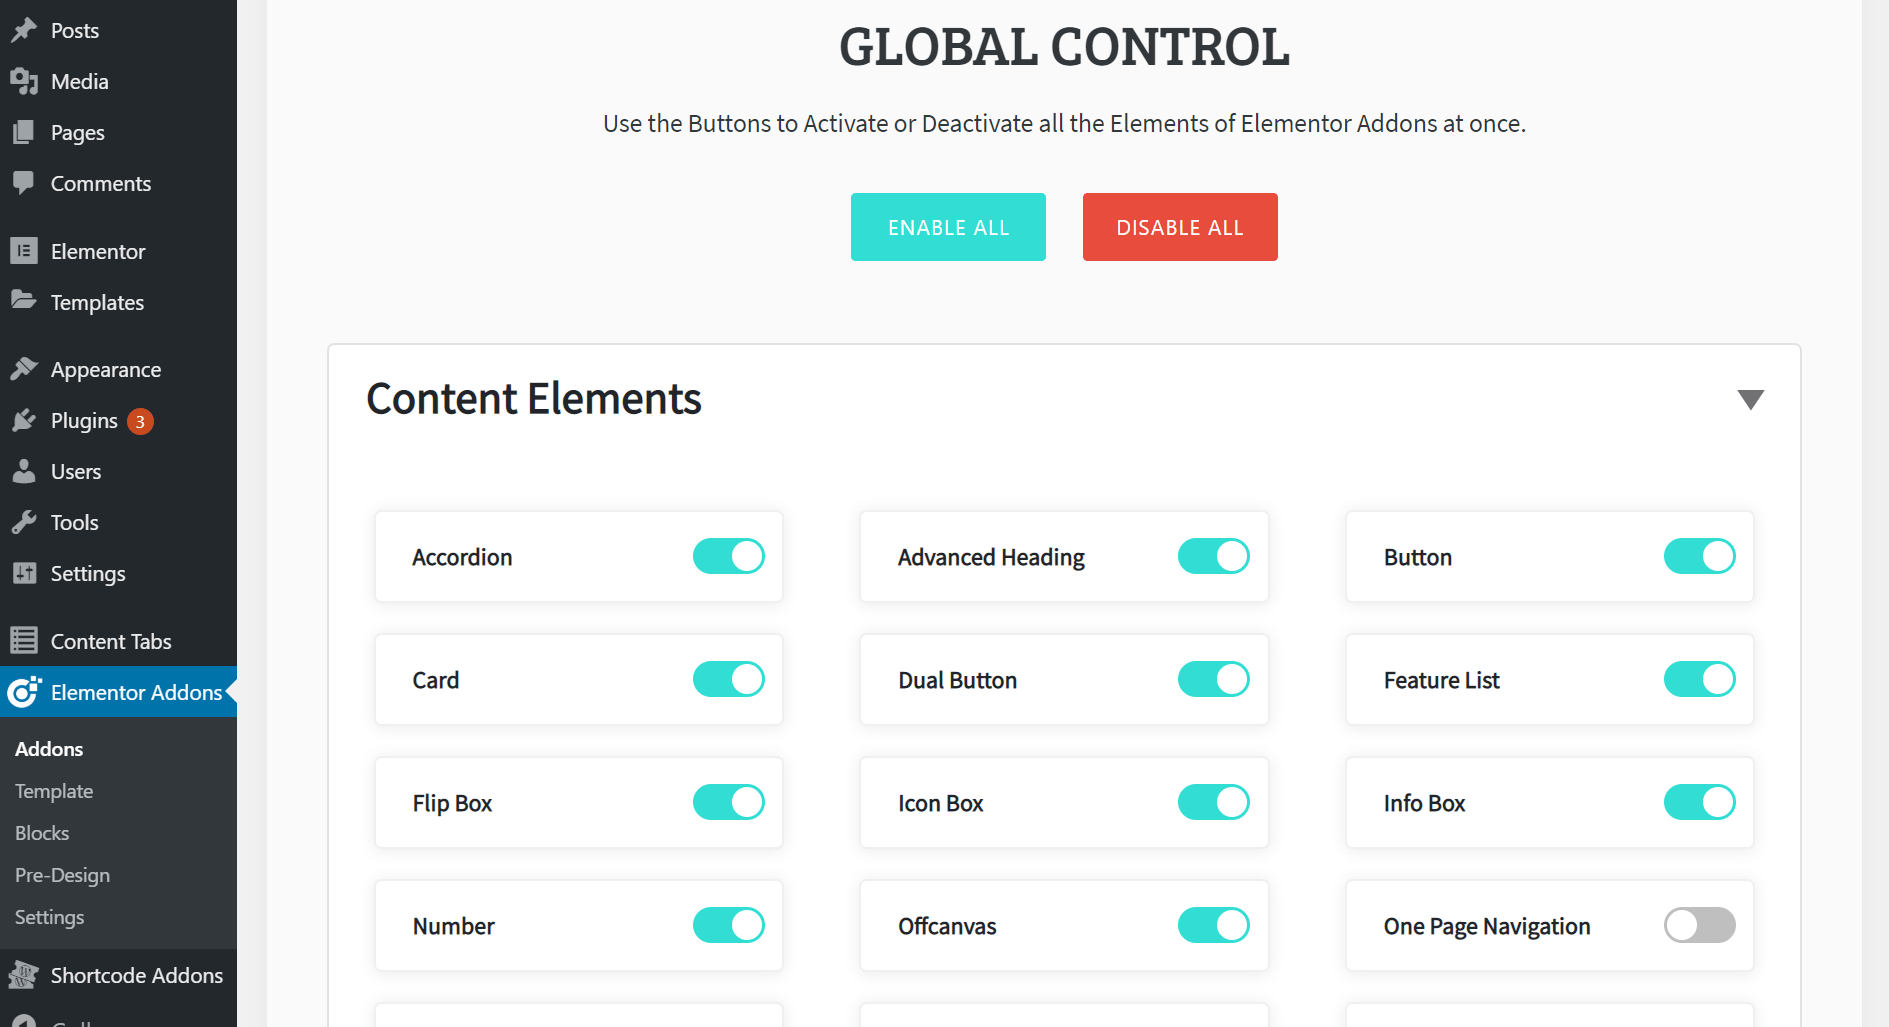 Posts
Media
Pages
Comments
Elementor
Templates
Appearance
Plugins 3
Users
Tools
Settings
Content Tabs
Elementor Addons
Addons
Template
Blocks
Pre-Design
Settings
Shortcode Addons
GLOBAL CONTROL
Use the Buttons to Activate or Deactivate all the Elements of Elementor Addons at once.
ENABLE ALL DISABLE ALL
Content Elements
Accordion Advanced Heading Button
Card Dual Button Feature List
Flip Box Icon Box Info Box
Number Offcanvas One Page Navigation